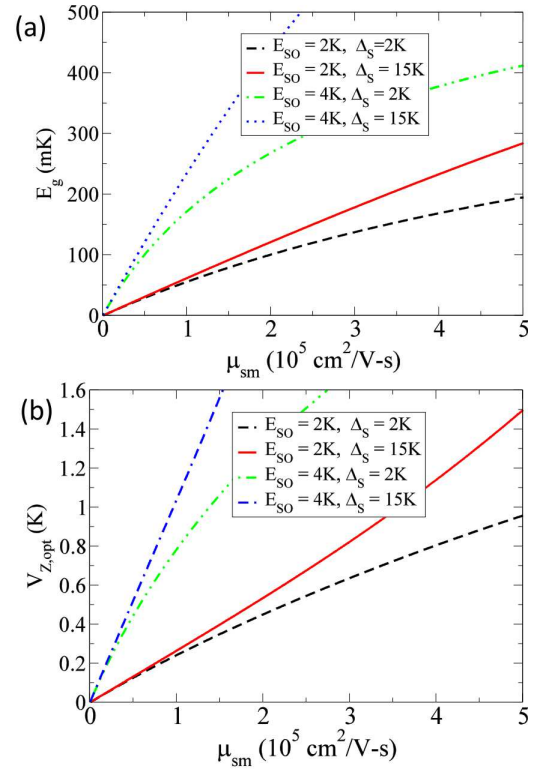 (a)
500
400
300
200
100
0
E_g (mK)
E_SO = 2K, Δ_S=2K
E_SO = 2K, Δ_S = 15K
E_SO = 4K, Δ_S = 2K
E_SO = 4K, Δ_S = 15K
0 1 2 3 4 5
μ_sm (10^5 cm^2/V-s)
(b)
1.6
1.4
1.2
1
0.8
0.6
0.4
0.2
0
V_Z,opt (K)
E_SO = 2K, Δ_S = 2K
E_SO = 2K, Δ_S = 15K
E_SO = 4K, Δ_S = 2K
E_SO = 4K, Δ_S = 15K
0 1 2 3 4 5
μ_sm (10^5 cm^2/V-s)